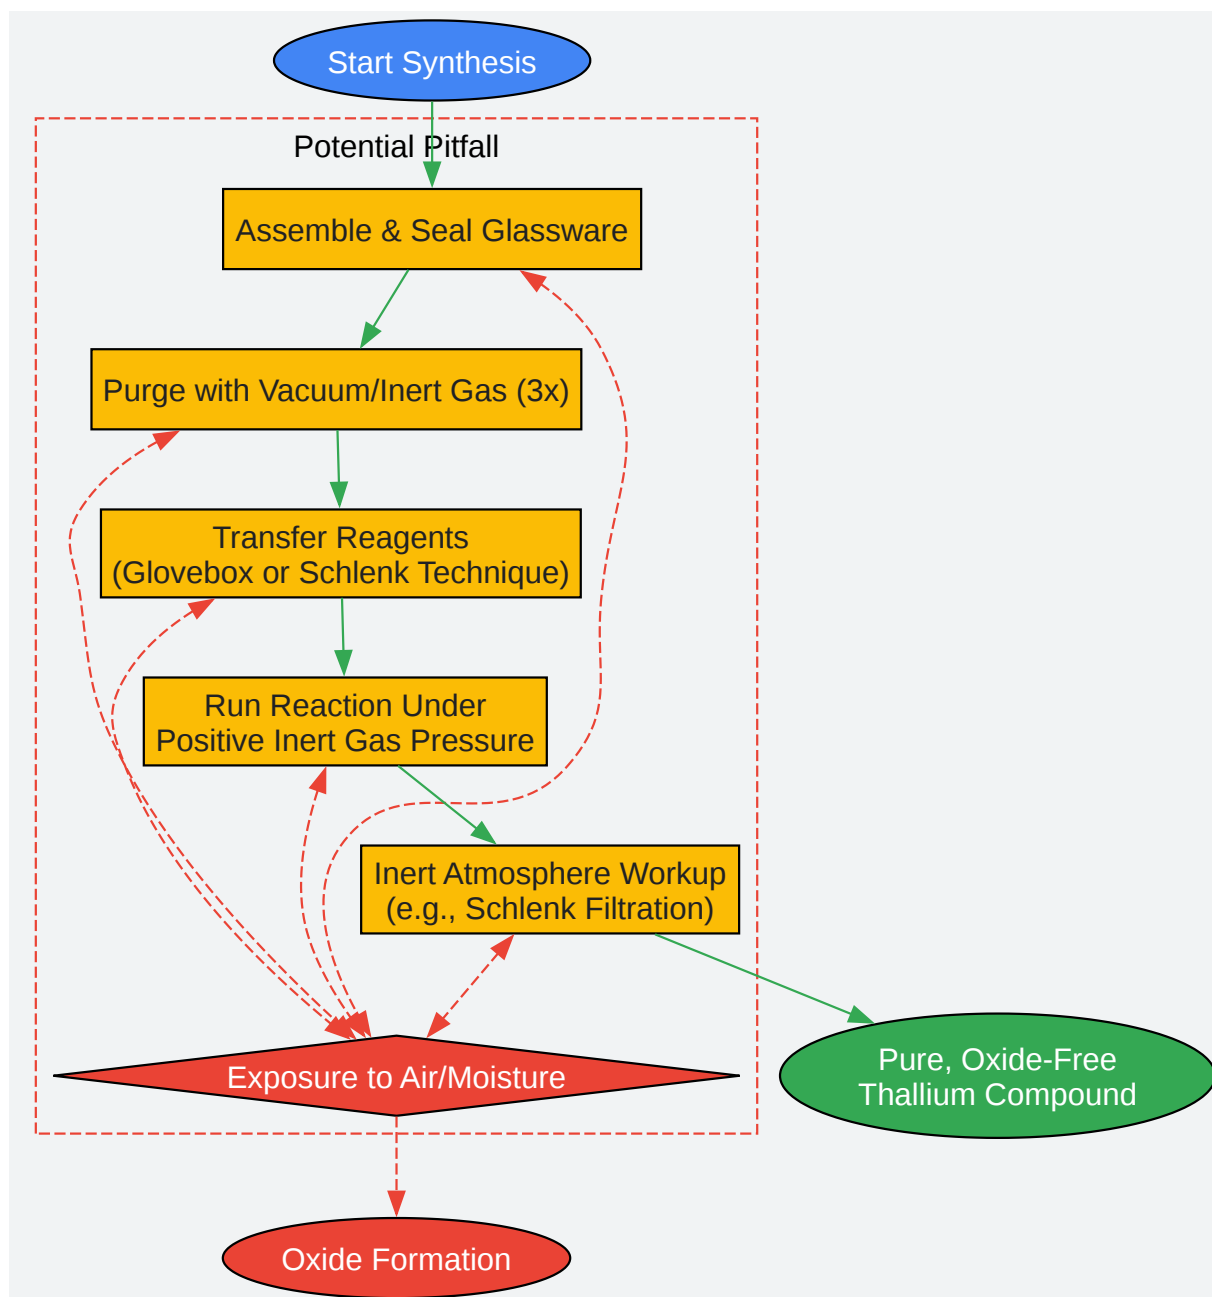 Start Synthesis
Potential Pitfall
Assemble & Seal Glassware
Purge with Vacuum/Inert Gas (3x)
Transfer Reagents
(Glovebox or Schlenk Technique)
Run Reaction Under
Positive Inert Gas Pressure
Inert Atmosphere Workup
(e.g., Schlenk Filtration)
Exposure to Air/Moisture
Pure, Oxide-Free
Thallium Compound
Oxide Formation